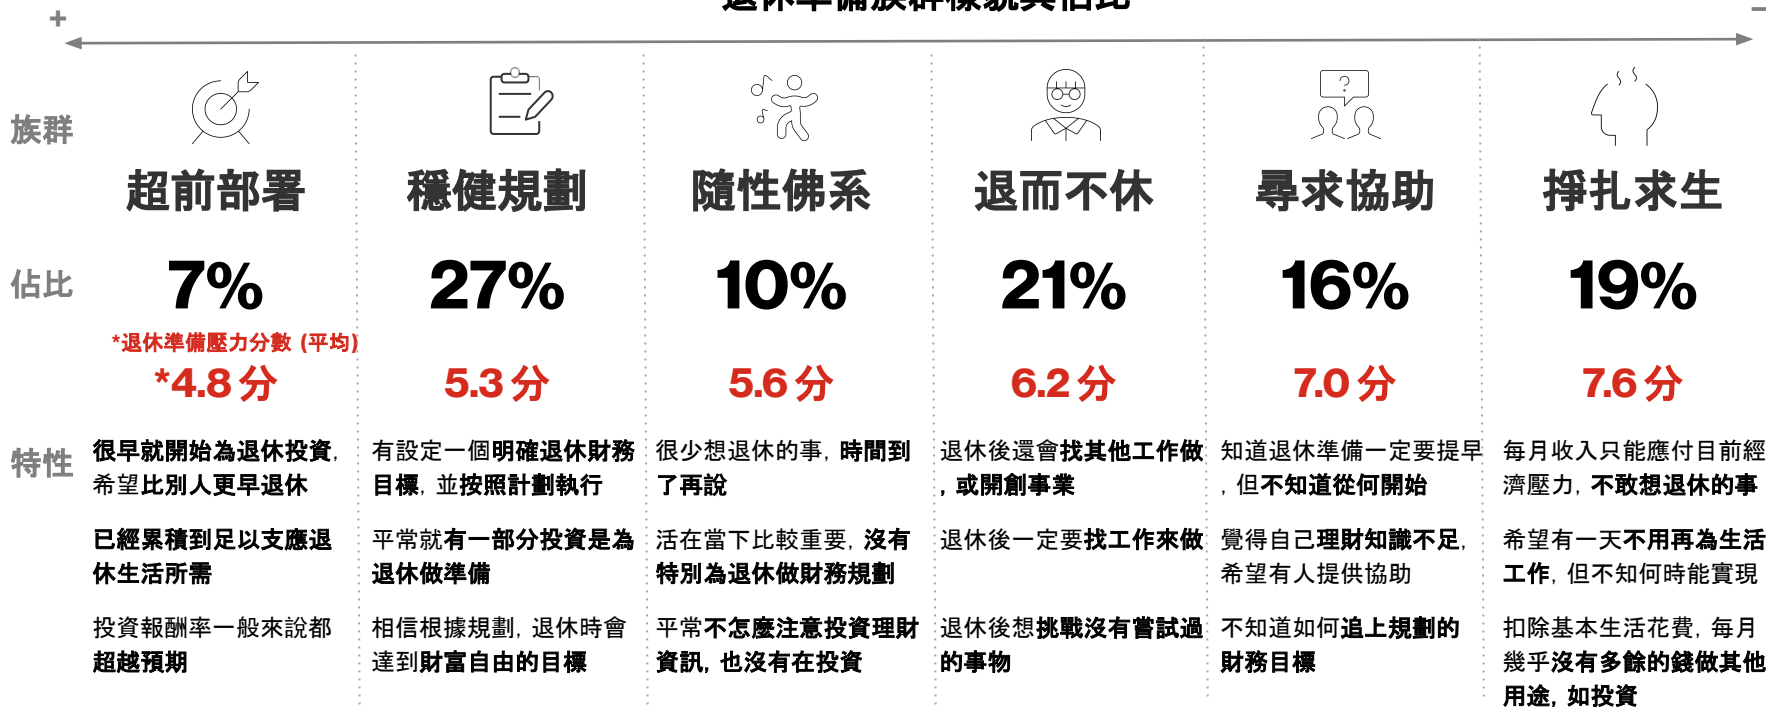 退休準備族群樣貌與佔比
+
−
族群
?
超前部署
穩健規劃
隨性佛系
退而不休
尋求協助
掙扎求生
佔比
7%
27%
10%
21%
16%
19%
*退休準備壓力分數 (平均)
*4.8 分
5.3 分
5.6 分
6.2 分
7.0 分
7.6 分
特性
很早就開始為退休投資,
希望比別人更早退休
已經累積到足以支應退
休生活所需
投資報酬率一般來說都
超越預期
有設定一個明確退休財務
目標, 並按照計劃執行
平常就有一部分投資是為
退休做準備
相信根據規劃, 退休時會
達到財富自由的目標
很少想退休的事, 時間到
了再說
活在當下比較重要, 沒有
特別為退休做財務規劃
平常不怎麼注意投資理財
資訊, 也沒有在投資
退休後還會找其他工作做
, 或開創事業
退休後一定要找工作來做
退休後想挑戰沒有嘗試過
的事物
知道退休準備一定要提早
, 但不知道從何開始
覺得自己理財知識不足,
希望有人提供協助
不知道如何追上規劃的
財務目標
每月收入只能應付目前經
濟壓力, 不敢想退休的事
希望有一天不用再為生活
工作, 但不知何時能實現
扣除基本生活花費, 每月
幾乎沒有多餘的錢做其他
用途, 如投資